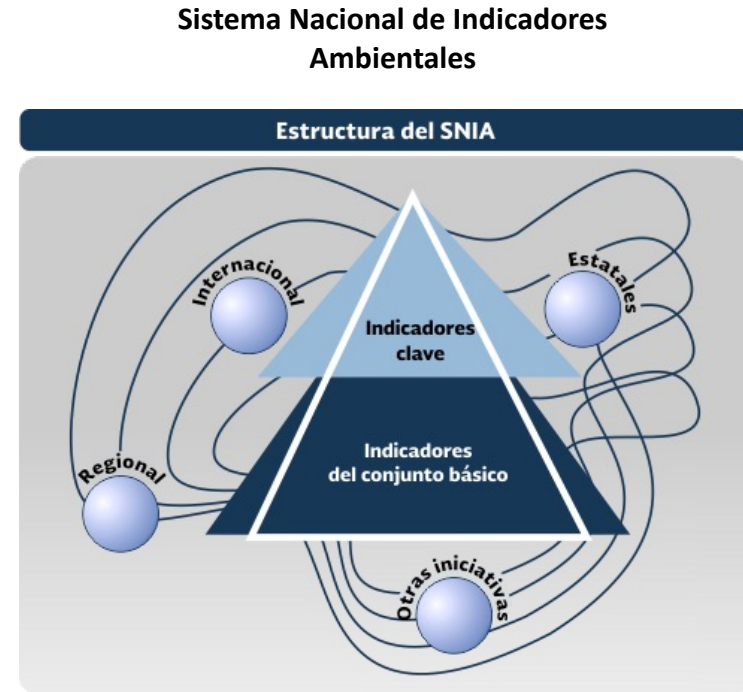 Sistema Nacional de Indicadores
Ambientales
Estructura del SNIA
Internacional
Estatales
Indicadores
clave
Regional
Indicadores
del conjunto básico
Otras iniciativas